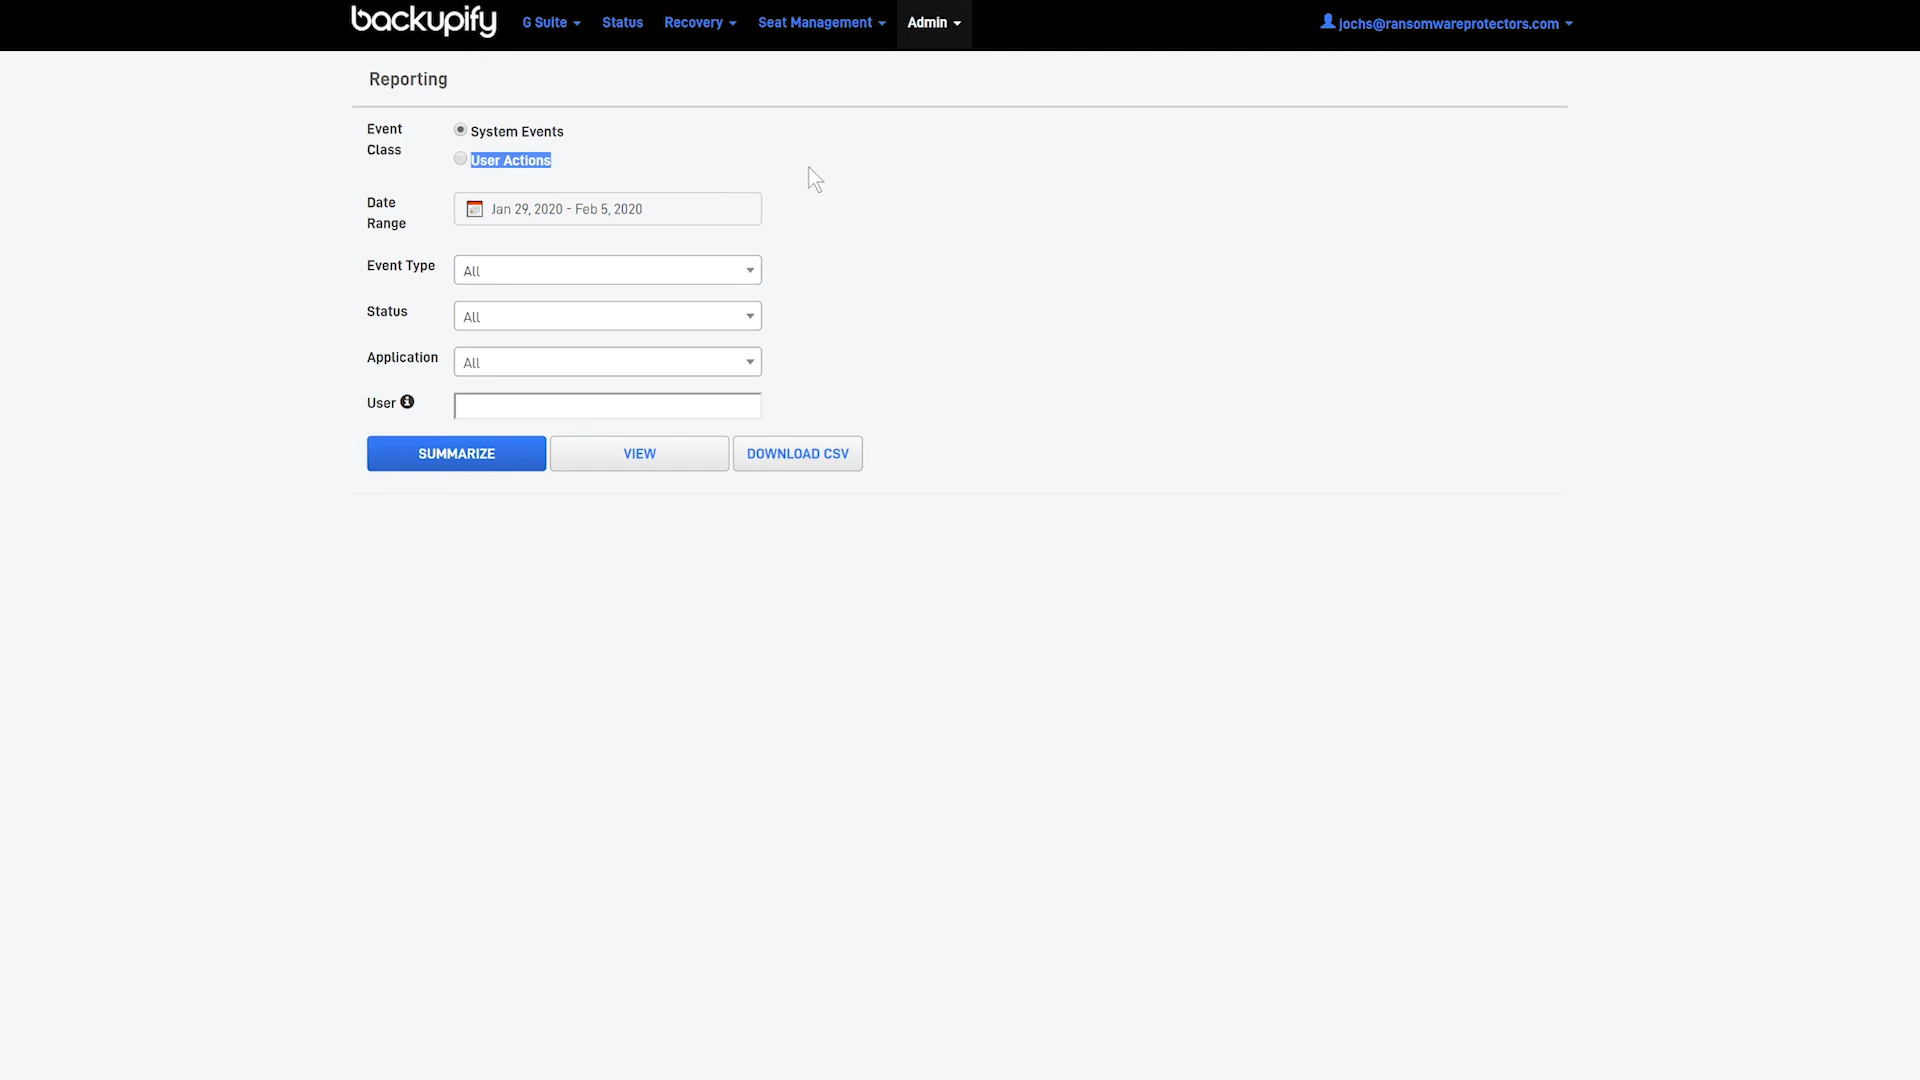 backupify G Suite Status Recovery Seat Management Admin jochs@ransomwareprotectors.com
Reporting
Event Class
System Events
User Actions
Date Range
Jan 29, 2020 - Feb 5, 2020
Event Type All
Status All
Application All
User
SUMMARIZE VIEW DOWNLOAD CSV